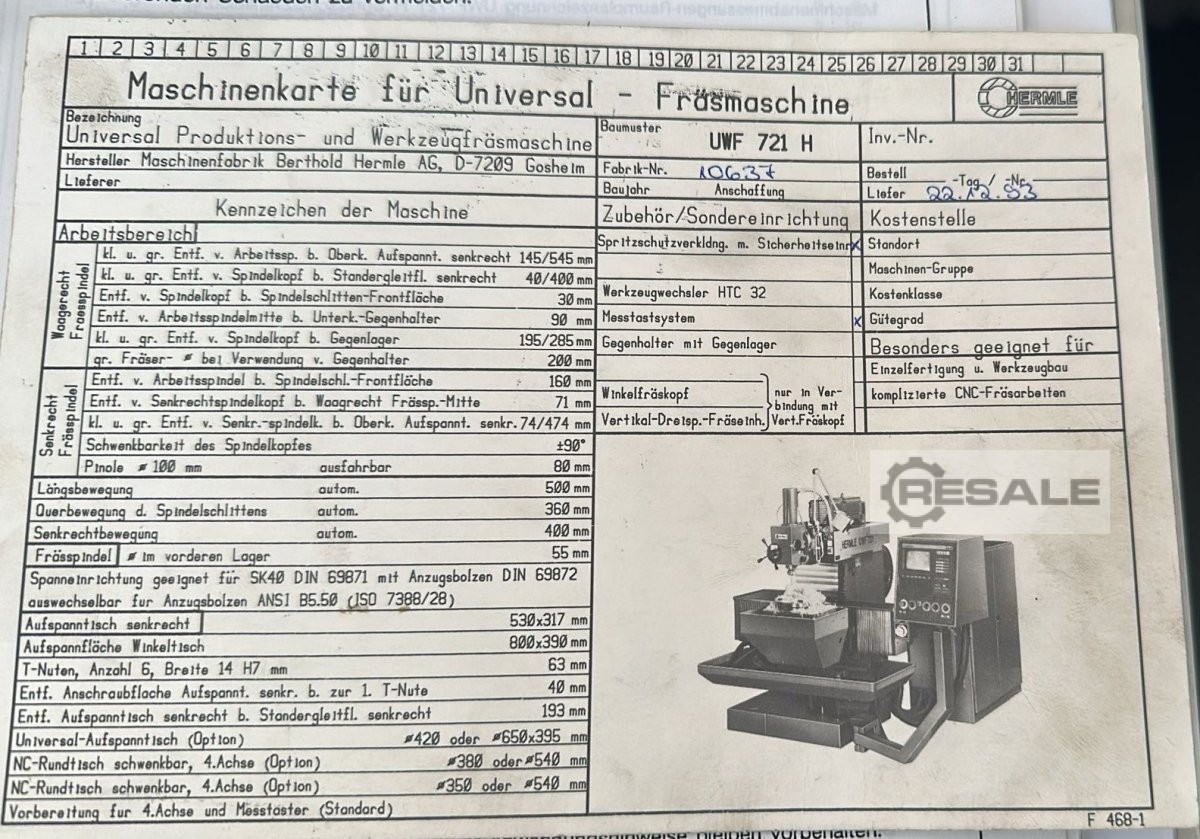 1 2 3 4 5 6 7 8 9 10 11 12 13 14 15 16 17 18 19 20 21 22 23 24 25 26 27 28 29 30 31
Maschinenkarte für Universal - Fräsmaschine
HERMLE
Bezeichnung
Universal Produktions- und Werkzeugfräsmaschine
Baumuster
UWF 721 H
Inv.-Nr.
Hersteller Maschinenfabrik Berthold Hermle AG, D-7209 Gosheim
Fabrik-Nr. 10637
Bestell
-Tag / -Nr.
Lieferer
Baujahr Anschaffung
Liefer 22.12.93
Kennzeichen der Maschine
Zubehör/Sondereinrichtung
Kostenstelle
Arbeitsbereich
Waagerecht
Fraesspindel
kl. u. gr. Entf. v. Arbeitssp. b. Oberk. Aufspannt. senkrecht 145/545 mm
kl. u. gr. Entf. v. Spindelkopf b. Standergleitfl. senkrecht 40/400 mm
Entf. v. Spindelkopf b. Spindelschlitten-Frontfläche 30 mm
Entf. v. Arbeitsspindelmitte b. Unterk.-Gegenhalter 90 mm
kl. u. gr. Entf. v. Spindelkopf b. Gegenlager 195/285 mm
gr. Fräser- ø bei Verwendung v. Gegenhalter 200 mm
Senkrecht
Frässpindel
Entf. v. Arbeitsspindel b. Spindelschl.-Frontfläche 160 mm
Entf. v. Senkrechtspindelkopf b. Waagrecht Frässp.-Mitte 71 mm
kl. u. gr. Entf. v. Senkr.-spindelk. b. Oberk. Aufspannt. senkr. 74/474 mm
Schwenkbarkeit des Spindelkopfes ±90°
Pinole ø 100 mm ausfahrbar 80 mm
Längsbewegung autom. 500 mm
Querbewegung d. Spindelschlittens autom. 360 mm
Senkrechtbewegung autom. 400 mm
Frässpindel ø im vorderen Lager 55 mm
Spanneinrichtung geeignet für SK40 DIN 69871 mit Anzugsbolzen DIN 69872
auswechselbar fur Anzugsbolzen ANSI B5.50 (JSO 7388/28)
Aufspanntisch senkrecht 530x317 mm
Aufspannfläche Winkeltisch 800x390 mm
T-Nuten, Anzahl 6, Breite 14 H7 mm 63 mm
Entf. Anschraubflache Aufspannt. senkr. b. zur 1. T-Nute 40 mm
Entf. Aufspanntisch senkrecht b. Standergleitfl. senkrecht 193 mm
Universal-Aufspanntisch (Option) ø420 oder ø650x395 mm
NC-Rundtisch schwenkbar, 4.Achse (Option) ø380 oder ø540 mm
NC-Rundtisch schwenkbar, 4.Achse (Option) ø350 oder ø540 mm
Vorbereitung fur 4.Achse und Messtaster (Standard)
Spritzschutzverkldng. m. Sicherheitseinr x
Werkzeugwechsler HTC 32
Messtastsystem x
Gegenhalter mit Gegenlager
Winkelfräskopf
Vertikal-Dreisp.-Fräseinh.
nur in Ver-
bindung mit
Vert.Fräskopf
Standort
Maschinen-Gruppe
Kostenklasse
Gütegrad
Besonders geeignet für
Einzelfertigung u. Werkzeugbau
komplizierte CNC-Fräsarbeiten
RESALE
HERMLE UWF 721
F 468-1